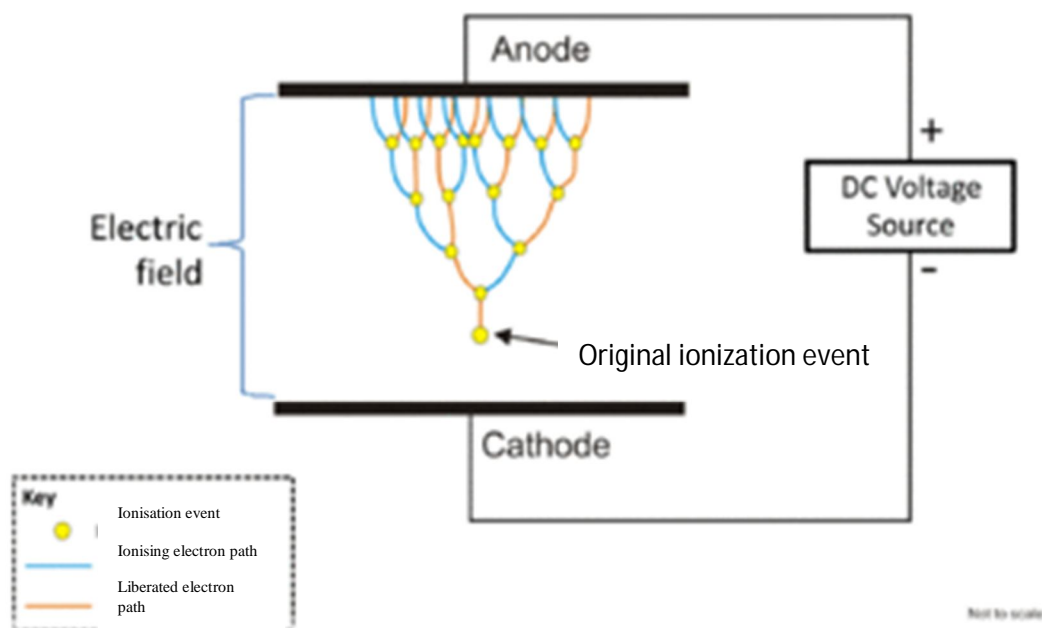 Anode
+
DC Voltage
Source
-
Electric
field
Original ionization event
Cathode
Key
Ionisation event
Ionising electron path
Liberated electron
path
Not to scale